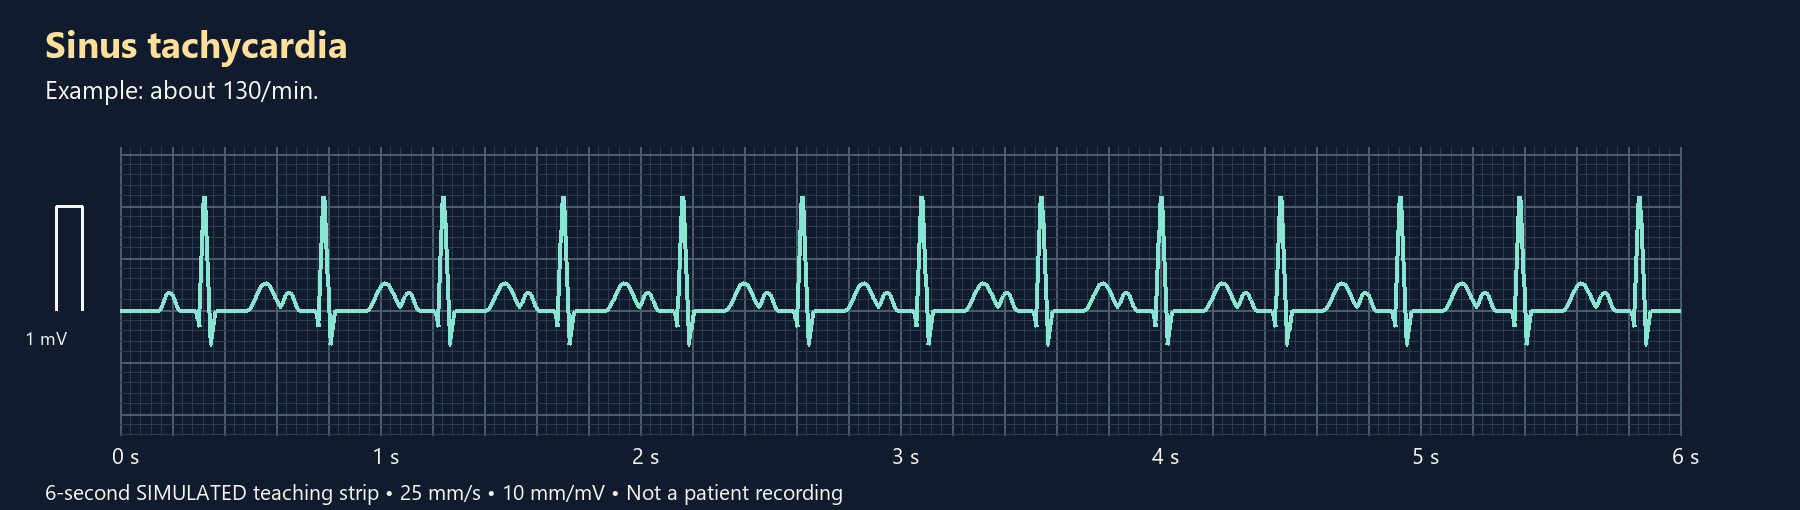 Sinus tachycardia
Example: about 130/min.
1 mV
0 s 1 s 2 s 3 s 4 s 5 s 6 s
6-second SIMULATED teaching strip • 25 mm/s • 10 mm/mV • Not a patient recording